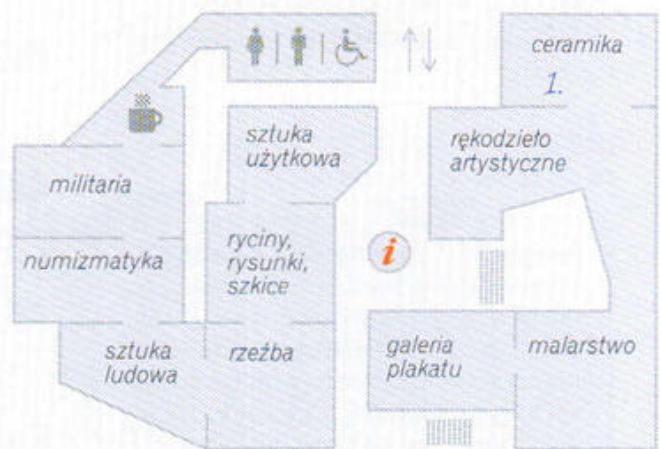 ceramika
1.
sztuka
użytkowa
rękodzieło
artystyczne
militaria
ryciny,
rysunki,
szkice
i
numizmatyka
sztuka
ludowa
rzeźba
galeria
plakatu
malarstwo